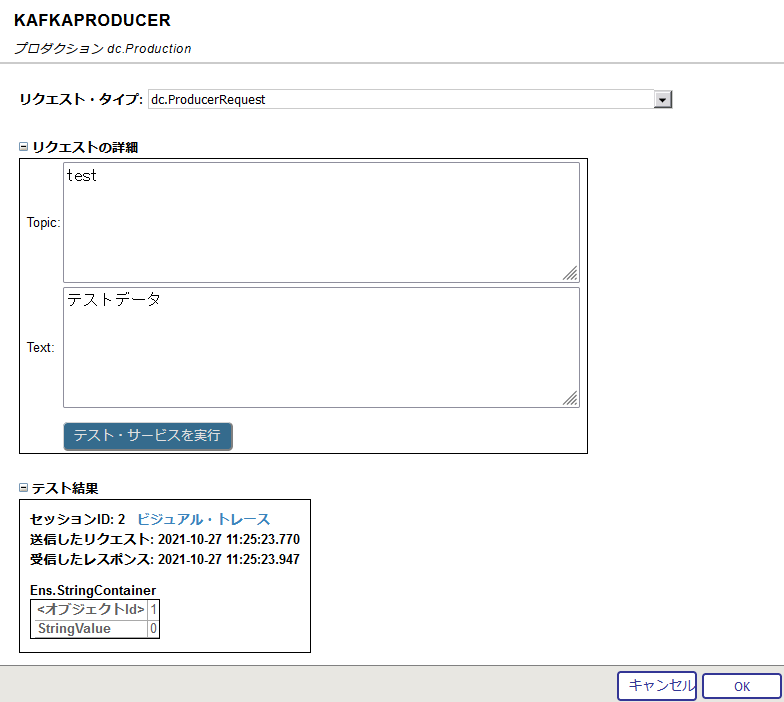 KAFKAPRODUCER
プロダクション dc.Production
リクエスト・タイプ: dc.ProducerRequest
リクエストの詳細
Topic: test
Text: テストデータ
テスト・サービスを実行
テスト結果
セッションID: 2 ビジュアル・トレース
送信したリクエスト: 2021-10-27 11:25:23.770
受信したレスポンス: 2021-10-27 11:25:23.947
Ens.StringContainer
<オブジェクトId> 1
StringValue 0
キャンセル OK